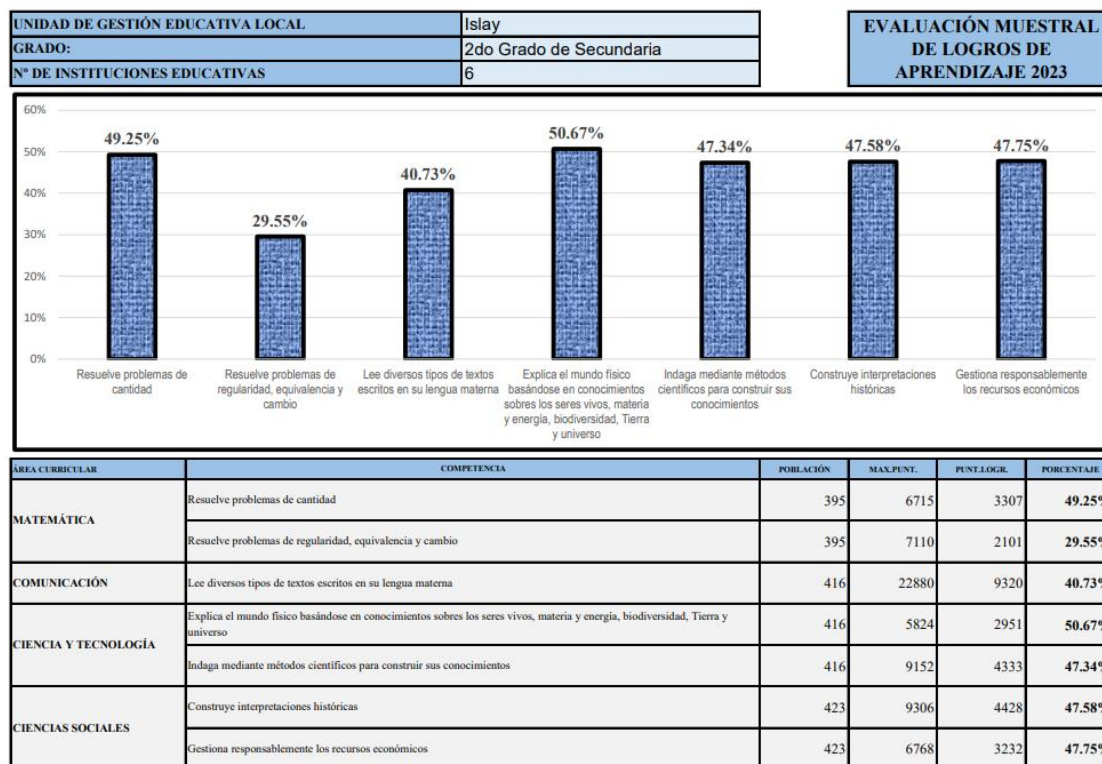 UNIDAD DE GESTIÓN EDUCATIVA LOCAL Islay
GRADO: 2do Grado de Secundaria
Nº DE INSTITUCIONES EDUCATIVAS 6
EVALUACIÓN MUESTRAL
DE LOGROS DE
APRENDIZAJE 2023
60%
50%
40%
30%
20%
10%
0%
49.25%
29.55%
40.73%
50.67%
47.34%
47.58%
47.75%
Resuelve problemas de
cantidad
Resuelve problemas de
regularidad, equivalencia y
cambio
Lee diversos tipos de textos
escritos en su lengua materna
Explica el mundo físico
basándose en conocimientos
sobre los seres vivos, materia
y energía, biodiversidad, Tierra
y universo
Indaga mediante métodos
científicos para construir sus
conocimientos
Construye interpretaciones
históricas
Gestiona responsablemente
los recursos económicos
ÁREA CURRICULAR COMPETENCIA POBLACIÓN MAX.PUNT. PUNT.LOGR. PORCENTAJE
MATEMÁTICA
Resuelve problemas de cantidad 395 6715 3307 49.25%
Resuelve problemas de regularidad, equivalencia y cambio 395 7110 2101 29.55%
COMUNICACIÓN Lee diversos tipos de textos escritos en su lengua materna 416 22880 9320 40.73%
CIENCIA Y TECNOLOGÍA
Explica el mundo físico basándose en conocimientos sobre los seres vivos, materia y energía, biodiversidad, Tierra y
universo 416 5824 2951 50.67%
Indaga mediante métodos científicos para construir sus conocimientos 416 9152 4333 47.34%
CIENCIAS SOCIALES
Construye interpretaciones históricas 423 9306 4428 47.58%
Gestiona responsablemente los recursos económicos 423 6768 3232 47.75%